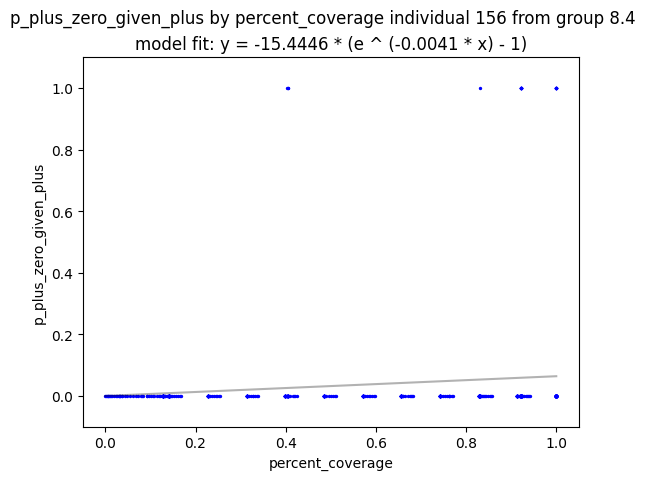 p_plus_zero_given_plus by percent_coverage individual 156 from group 8.4
model fit: y = -15.4446 * (e ^ (-0.0041 * x) - 1)
1.0
0.8
0.6
0.4
0.2
0.0
p_plus_zero_given_plus
0.0 0.2 0.4 0.6 0.8 1.0
percent_coverage